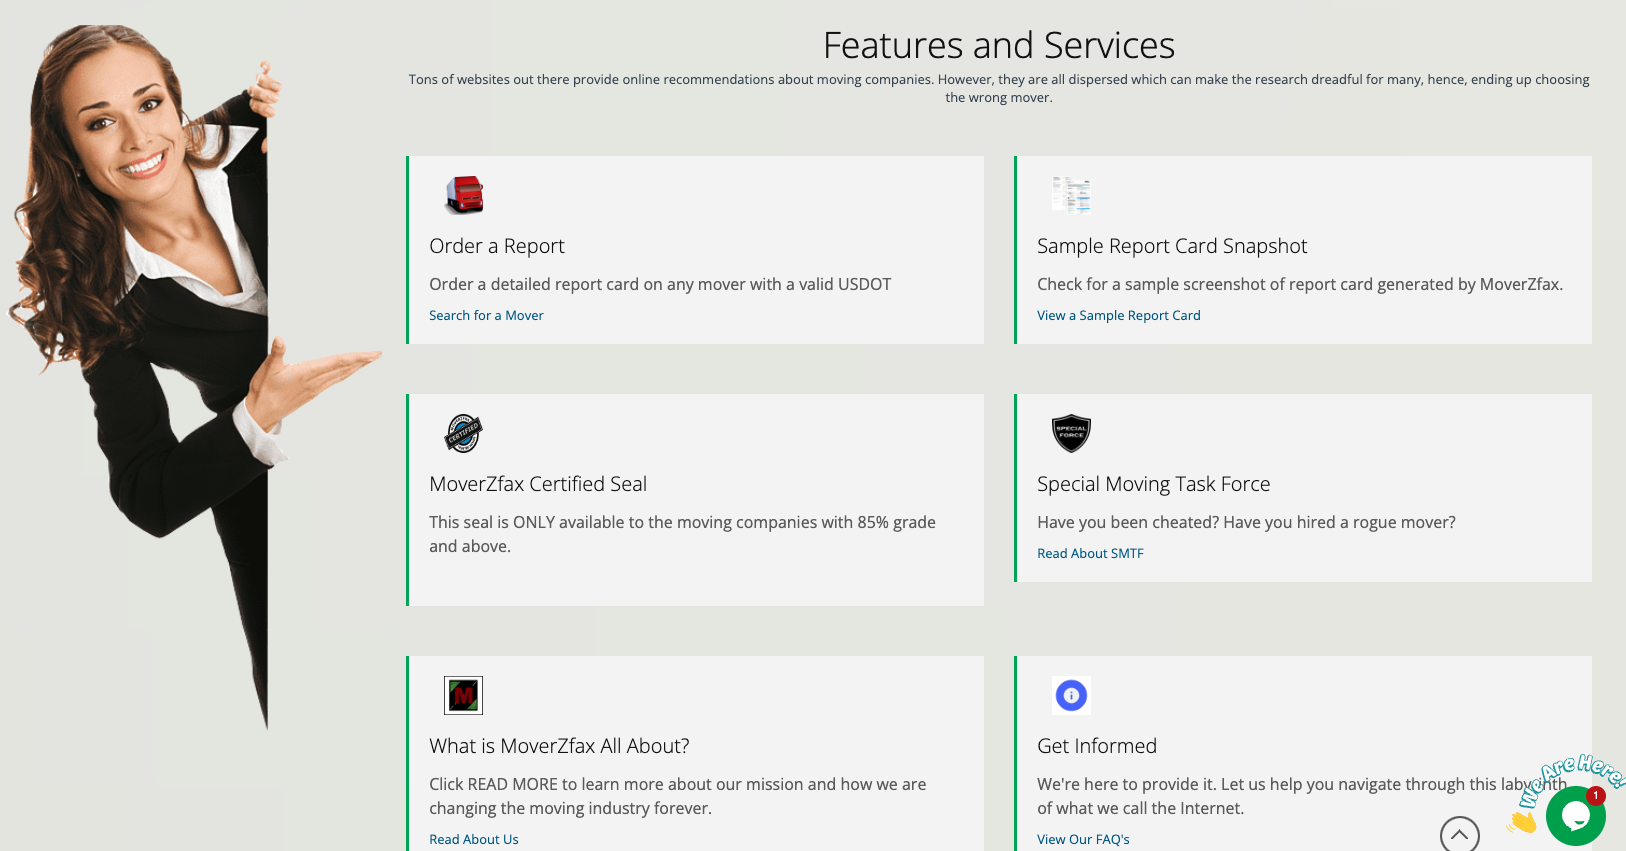 Features and Services
Tons of websites out there provide online recommendations about moving companies. However, they are all dispersed which can make the research dreadful for many, hence, ending up choosing
the wrong mover.
Order a Report
Order a detailed report card on any mover with a valid USDOT
Search for a Mover
Sample Report Card Snapshot
Check for a sample screenshot of report card generated by MoverZfax.
View a Sample Report Card
CERTIFIED
MoverZfax Certified Seal
This seal is ONLY available to the moving companies with 85% grade
and above.
SPECIAL
FORCE
Special Moving Task Force
Have you been cheated? Have you hired a rogue mover?
Read About SMTF
M
What is MoverZfax All About?
Click READ MORE to learn more about our mission and how we are
changing the moving industry forever.
Read About Us
i
Get Informed
We're here to provide it. Let us help you navigate through this labyrinth
of what we call the Internet.
View Our FAQ's
We Are Here!
1